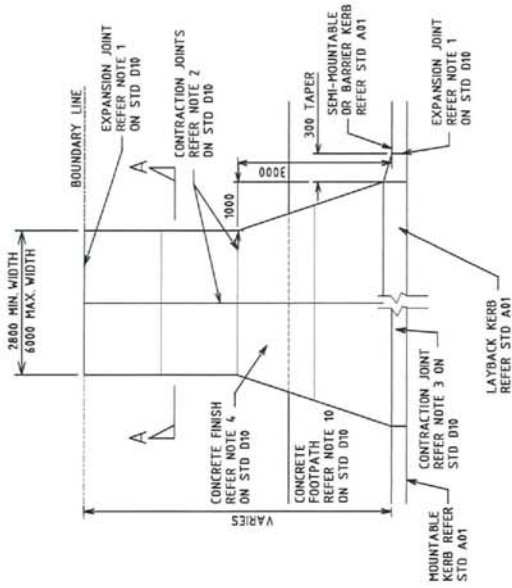 2800 MIN. WIDTH
6000 MAX. WIDTH
BOUNDARY LINE
EXPANSION JOINT
REFER NOTE 1
ON STD D10
CONTRACTION JOINTS
REFER NOTE 2
ON STD D10
A
A
1000
3000
300 TAPER
SEMI-MOUNTABLE
OR BARRIER KERB
REFER STD A01
EXPANSION JOINT
REFER NOTE 1
ON STD D10
CONCRETE FINISH
REFER NOTE 4
ON STD D10
CONCRETE
FOOTPATH
REFER NOTE 10
ON STD D10
VARIES
MOUNTABLE
KERB REFER
STD A01
CONTRACTION JOINT
REFER NOTE 3 ON
STD D10
LAYBACK KERB
REFER STD A01